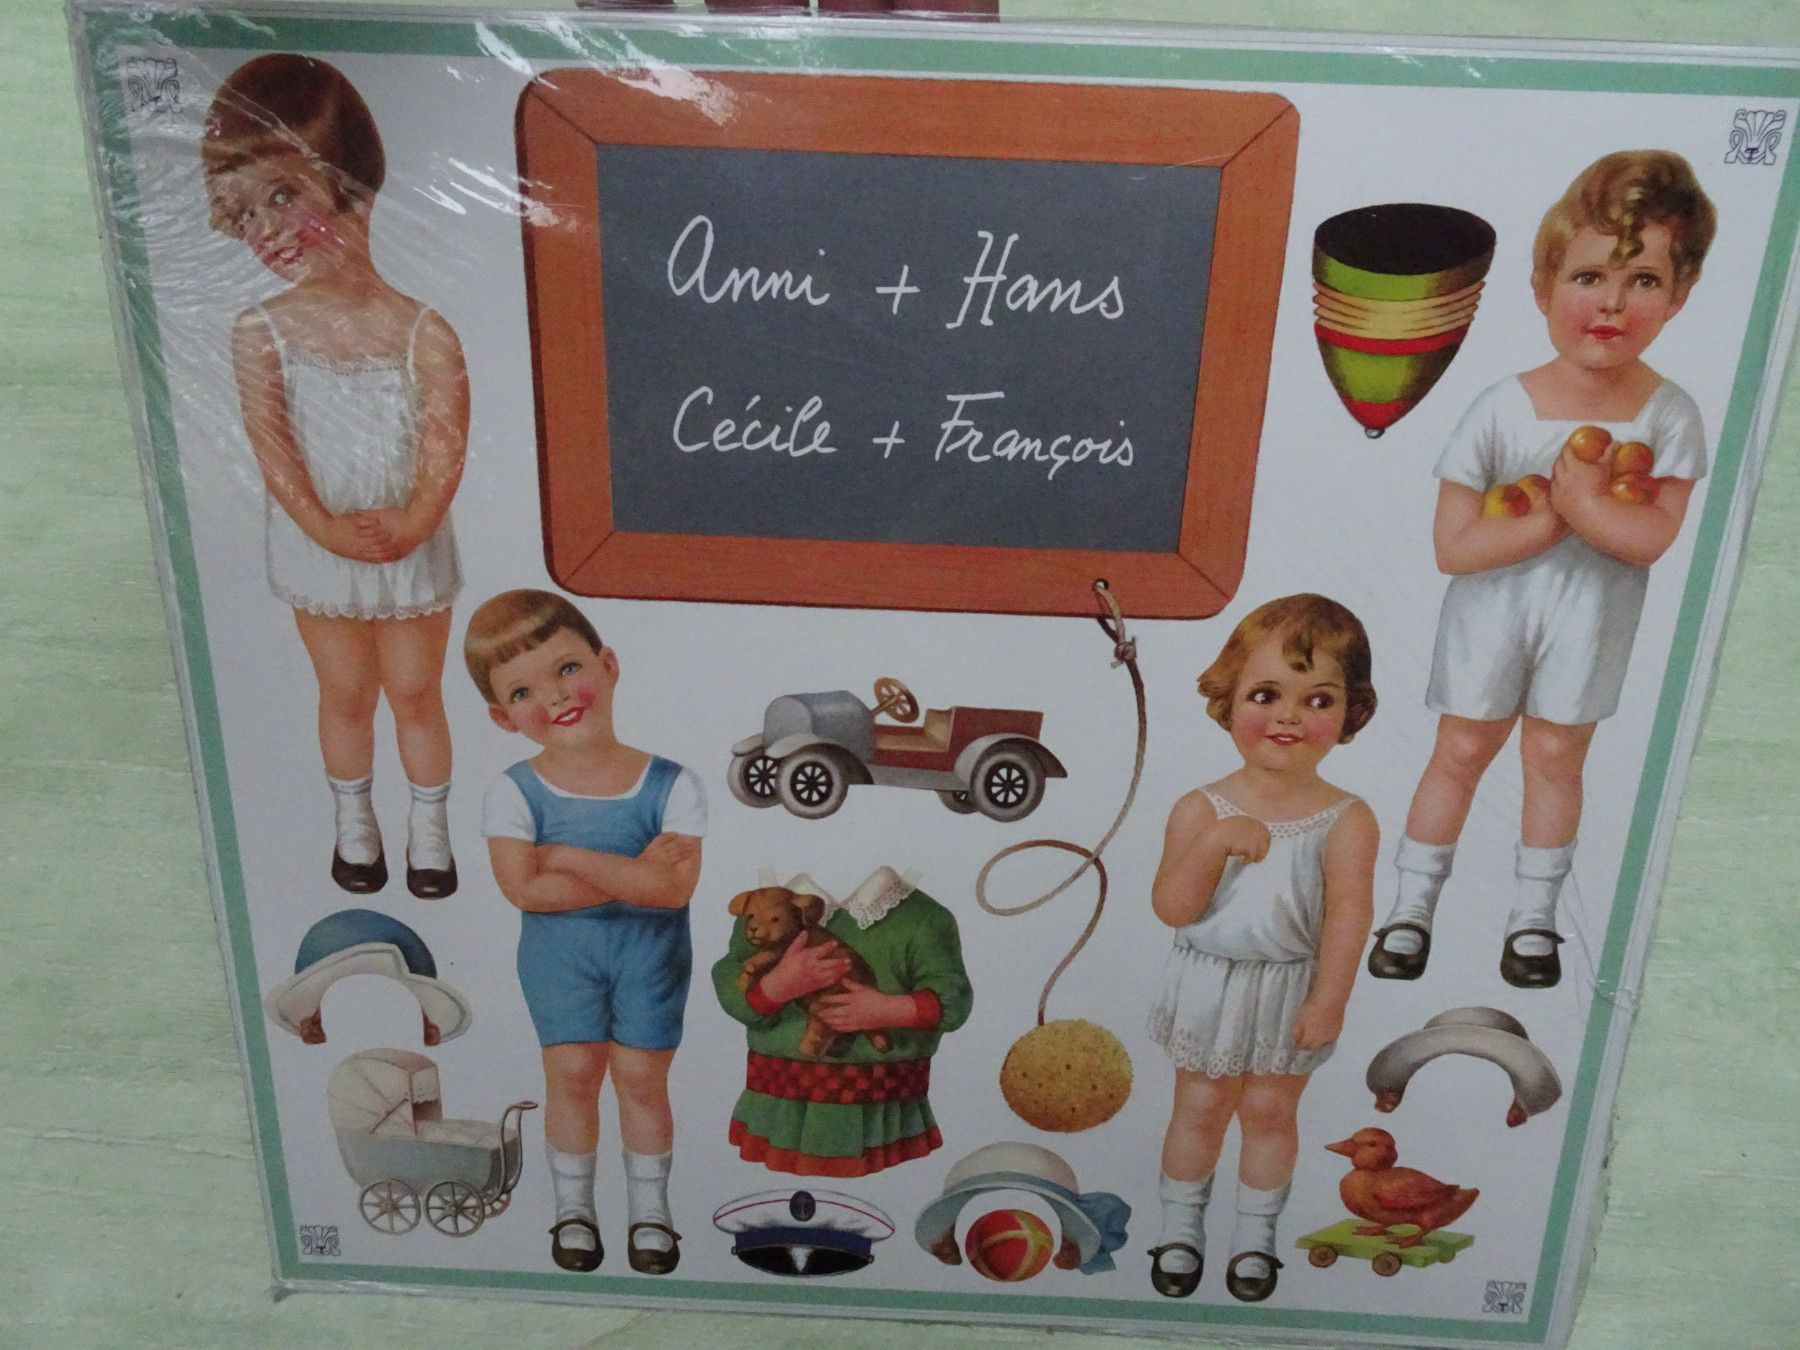 Anni + Hans
Cécile + François